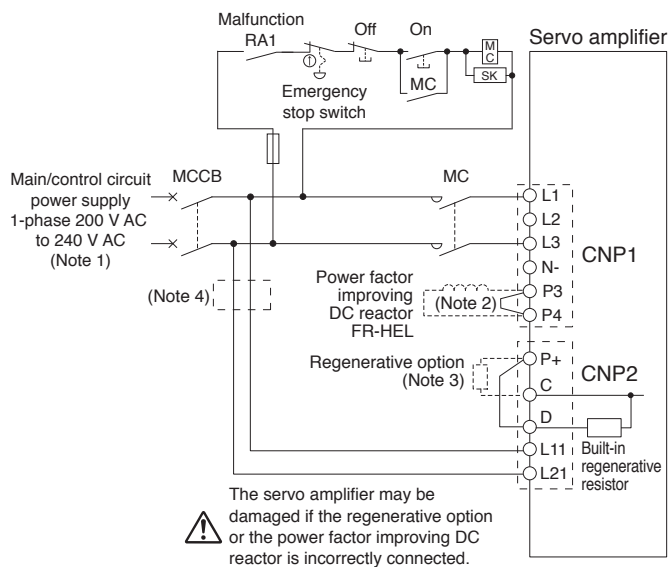 Malfunction
RA1
Off
On
MC
SK
Servo amplifier
Emergency
stop switch
MC
Main/control circuit
power supply
1-phase 200 V AC
to 240 V AC
(Note 1)
MCCB
MC
L1
L2
L3
N-
P3
P4
CNP1
(Note 4)
Power factor
improving
DC reactor
FR-HEL
(Note 2)
Regenerative option
(Note 3)
P+
C
D
L11
L21
CNP2
Built-in
regenerative
resistor
The servo amplifier may be
damaged if the regenerative option
or the power factor improving DC
reactor is incorrectly connected.